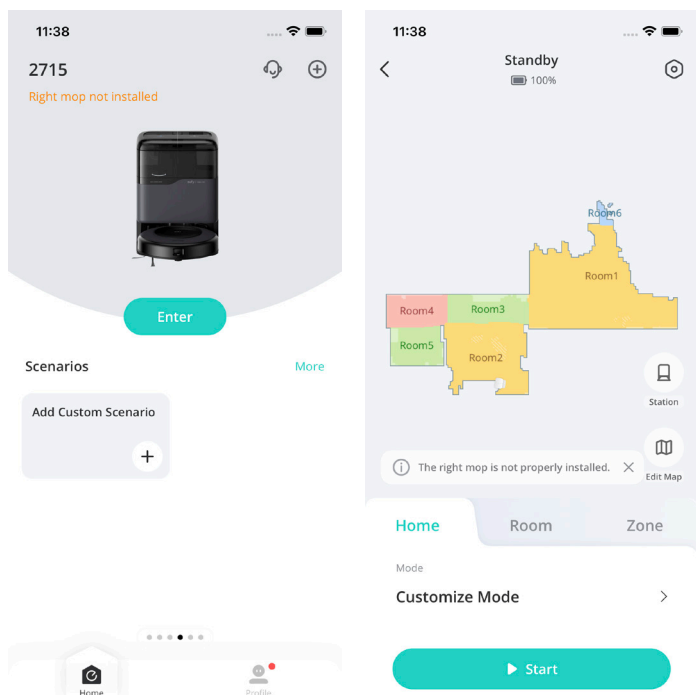 11:38
2715
Right mop not installed
Enter
Scenarios
More
Add Custom Scenario
Home
Profile
11:38
Standby
100%
Room6
Room1
Room4
Room3
Room5
Room2
Station
The right mop is not properly installed.
Edit Map
Home
Room
Zone
Mode
Customize Mode
Start